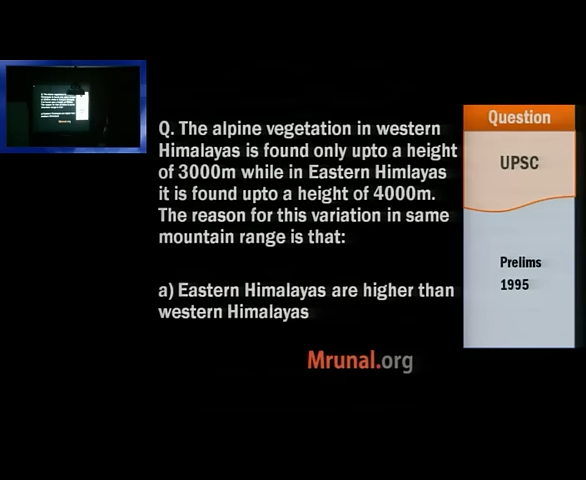 Q. The alpine vegetation in western
Himalayas is found only upto a height
of 3000m while in Eastern Himlayas
it is found upto a height of 4000m.
The reason for this variation in same
mountain range is that:
a) Eastern Himalayas are higher than
western Himalayas
Mrunal.org
Question
UPSC
Prelims
1995